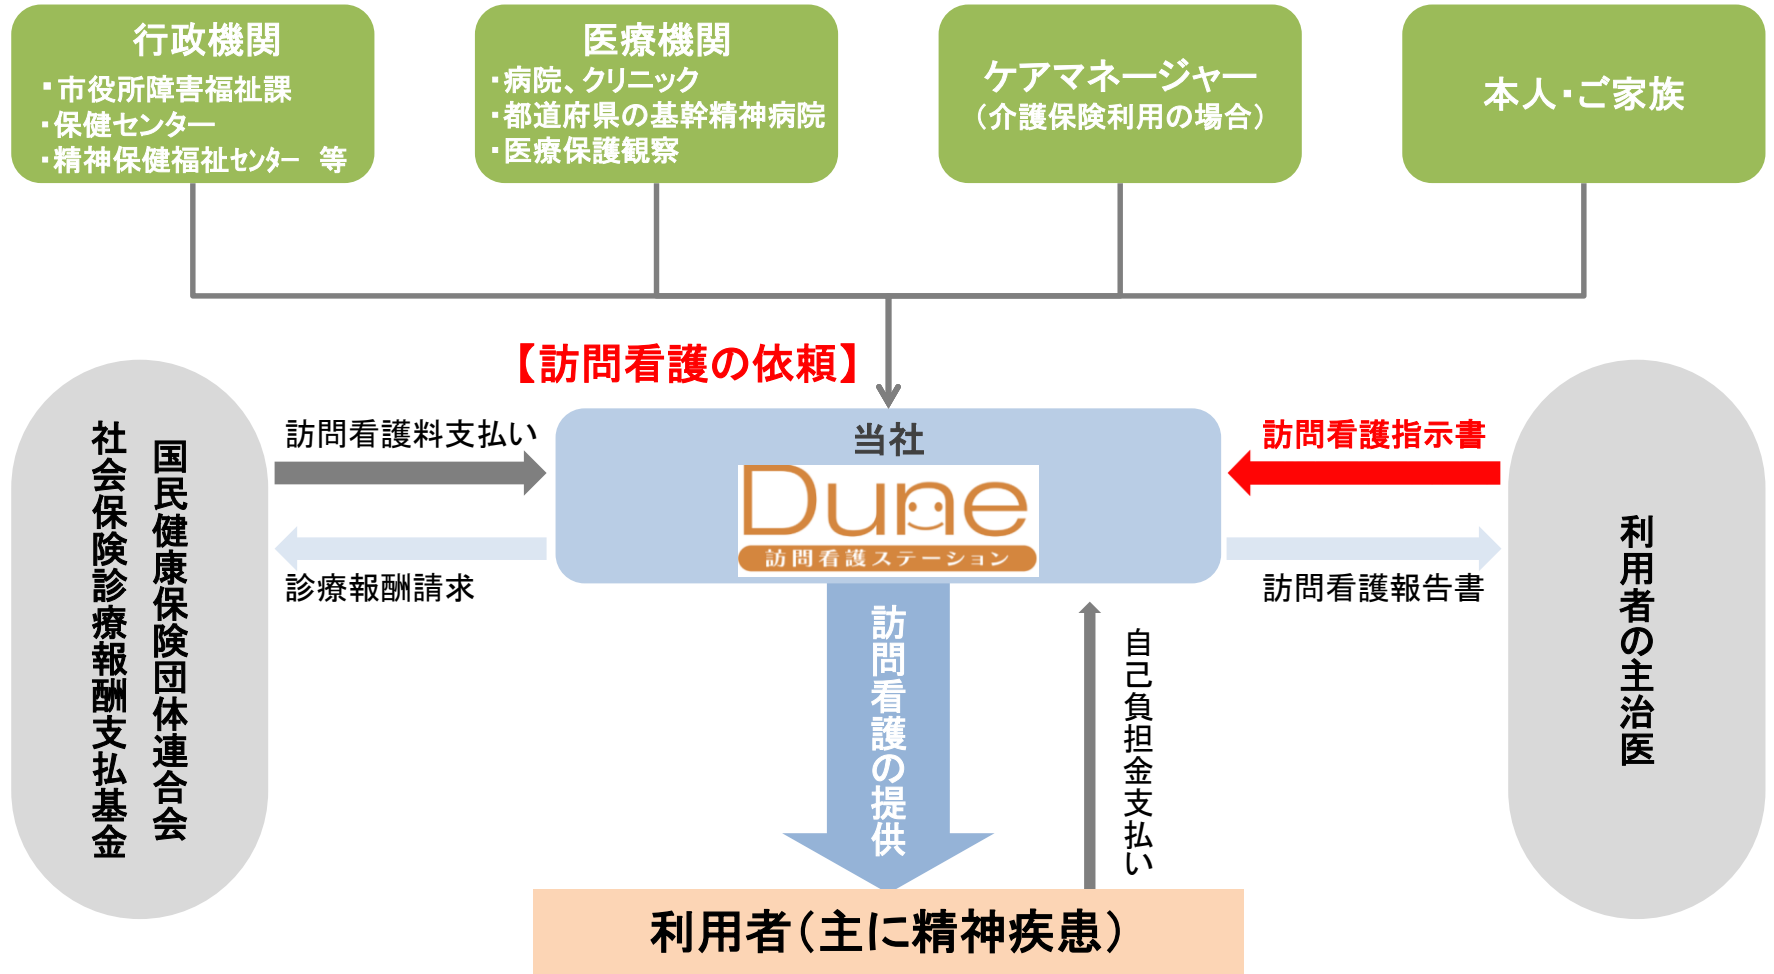 行政機関
・市役所障害福祉課
・保健センター
・精神保健福祉センター 等
医療機関
・病院、クリニック
・都道府県の基幹精神病院
・医療保護観察
ケアマネージャー
（介護保険利用の場合）
本人・ご家族
【訪問看護の依頼】
国民健康保険団体連合会
社会保険診療報酬支払基金
訪問看護料支払い
診療報酬請求
当社
Dune
訪問看護ステーション
訪問看護指示書
訪問看護報告書
利用者の主治医
訪問看護の提供
自己負担金支払い
利用者（主に精神疾患）